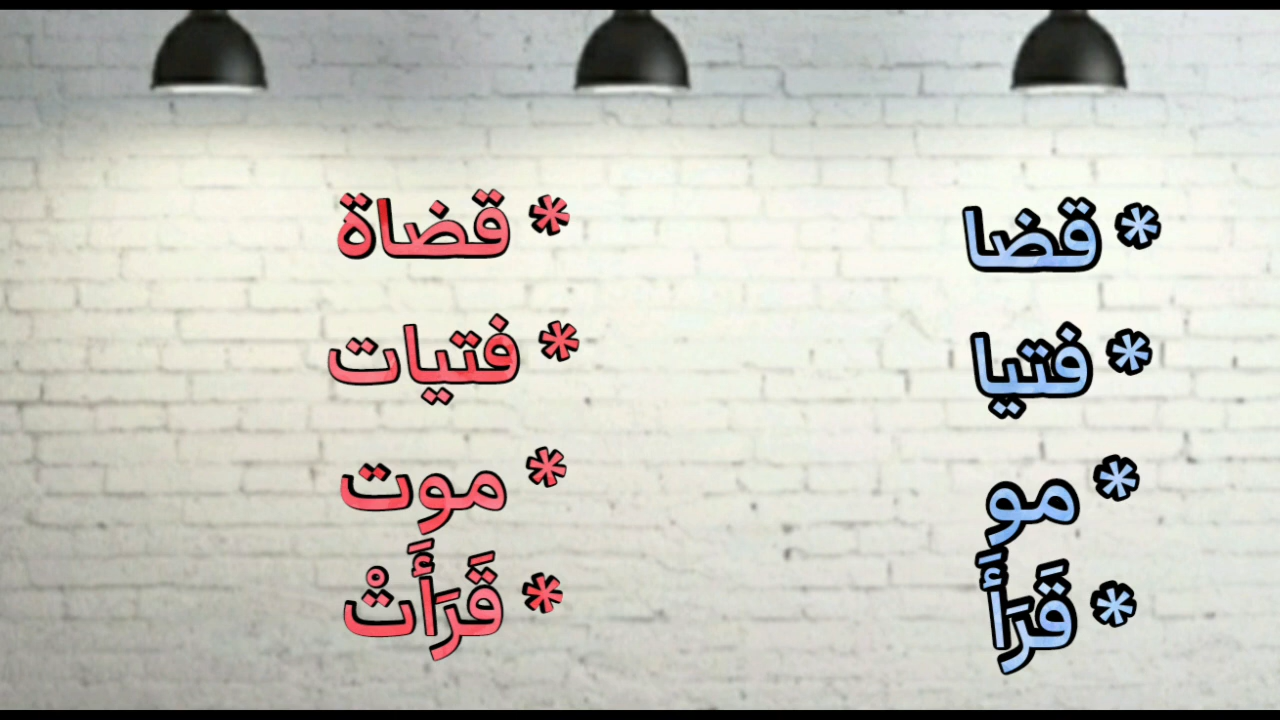 * قضا * قضاة
* فتيا * فتيات
* مو * موت
* قَرَأَ * قَرَأَتْ